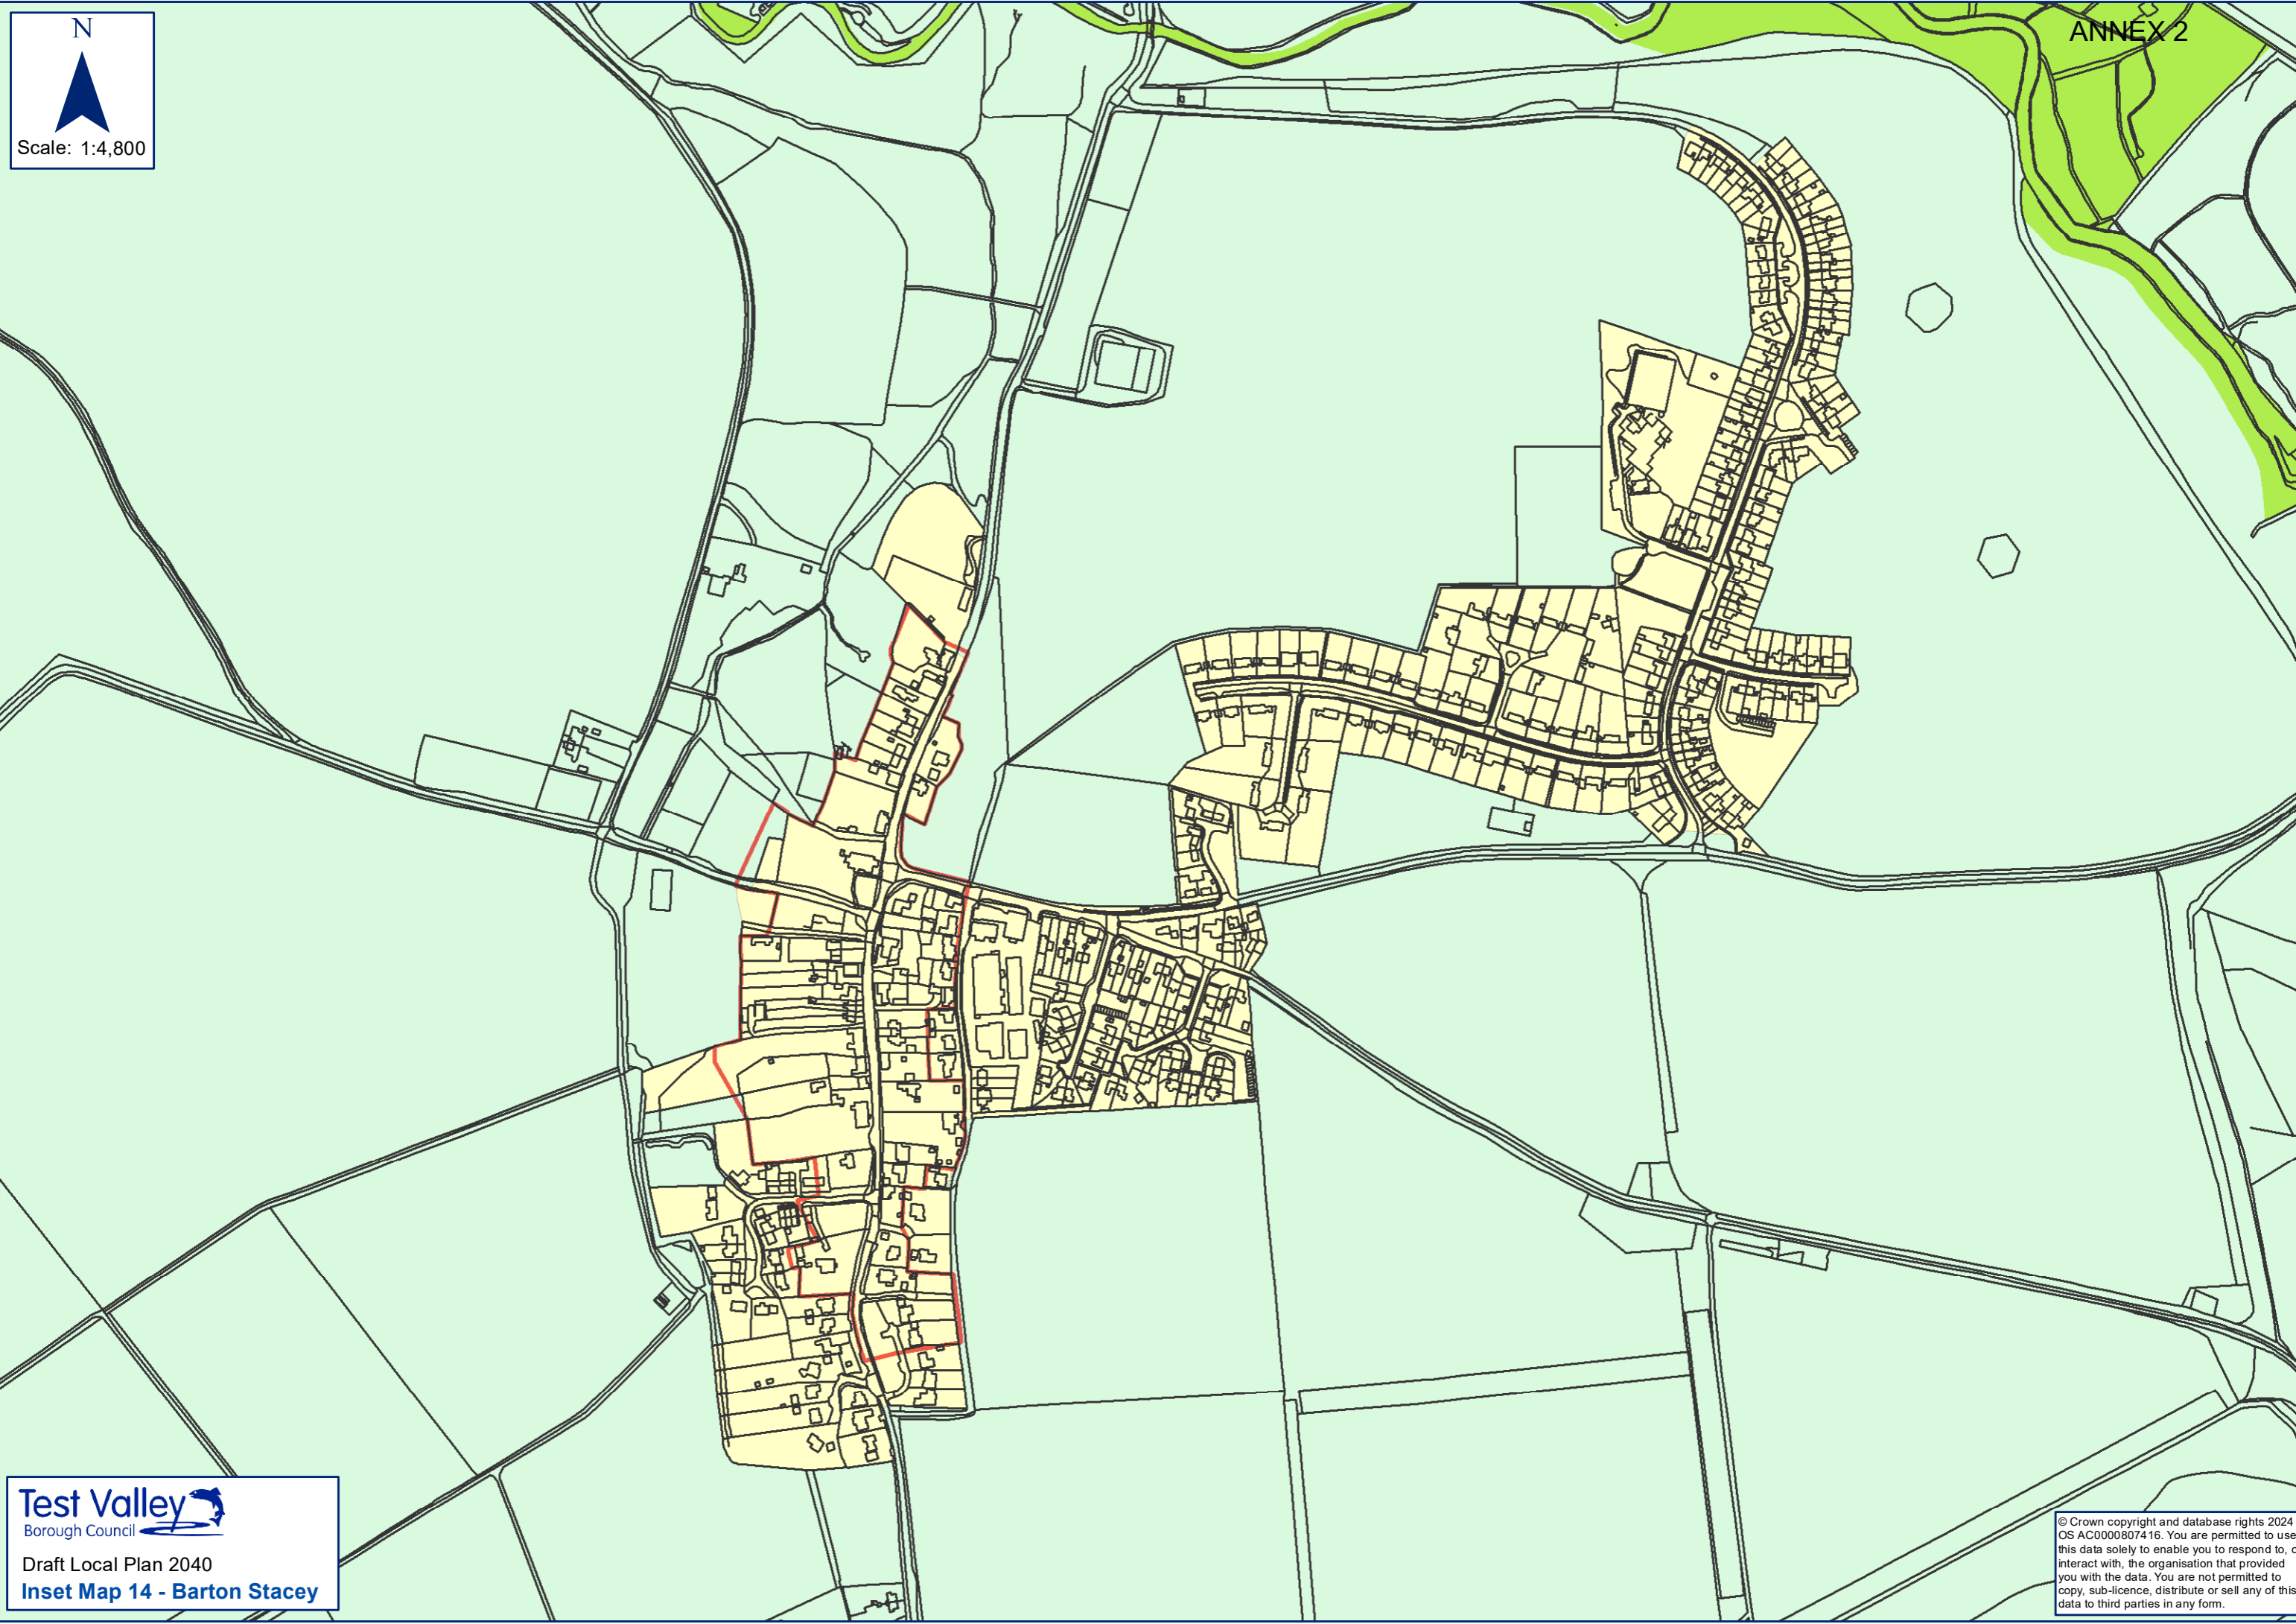 N
Scale: 1:4,800
ANNEX 2
Test Valley
Borough Council
Draft Local Plan 2040
Inset Map 14 - Barton Stacey
© Crown copyright and database rights 2024
OS AC0000807416. You are permitted to use
this data solely to enable you to respond to,
interact with, the organisation that provided
you with the data. You are not permitted to
copy, sub-licence, distribute or sell any of this
data to third parties in any form.